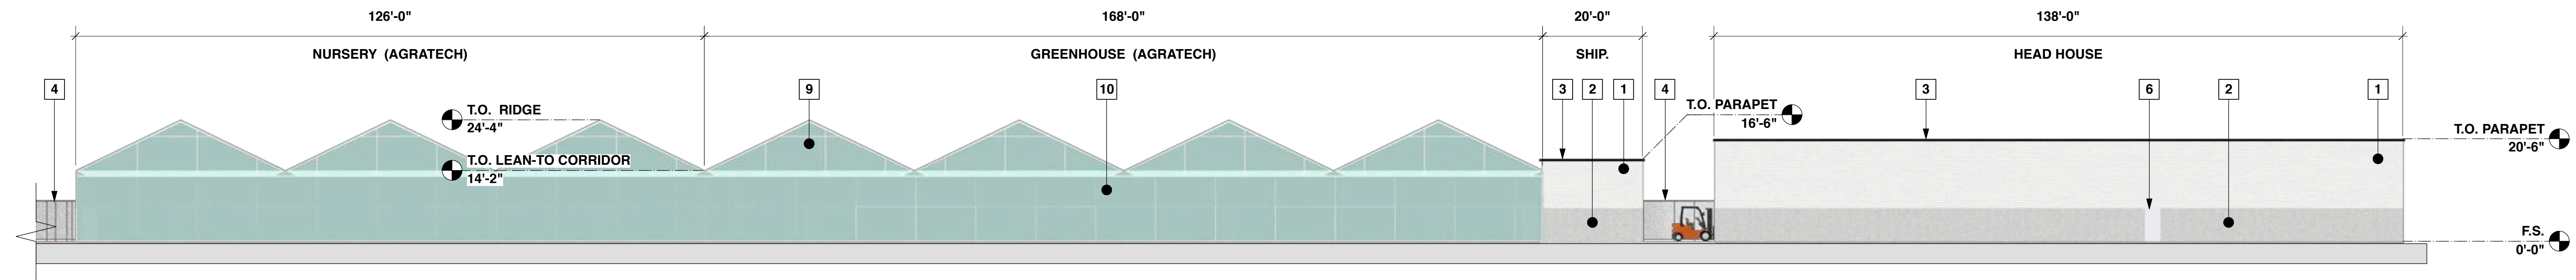 126'-0" 168'-0" 20'-0" 138'-0"
NURSERY (AGRATECH) GREENHOUSE (AGRATECH) SHIP. HEAD HOUSE
4 9 10 3 2 1 4 3 6 2 1
T.O. RIDGE
24'-4"
T.O. LEAN-TO CORRIDOR
14'-2"
T.O. PARAPET
16'-6"
T.O. PARAPET
20'-6"
F.S.
0'-0"